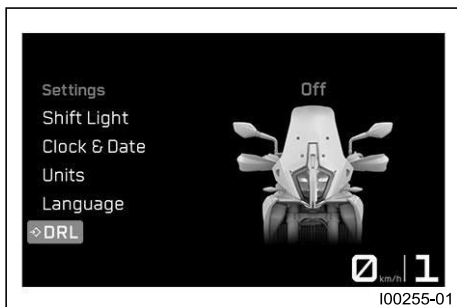 Settings
Off
Shift Light
Clock & Date
Units
Language
DRL
0 km/h 1
I00255-01